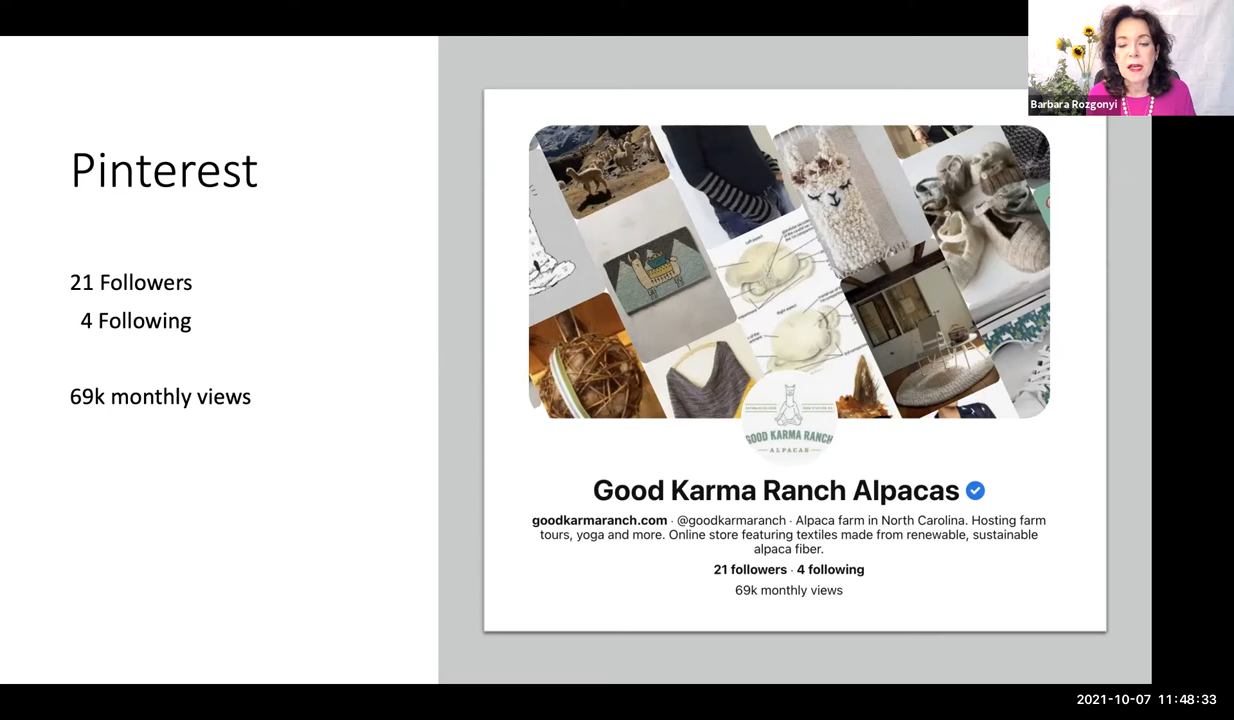 Pinterest
21 Followers
4 Following
69k monthly views
GOOD KARMA RANCH
ALPACAS
Good Karma Ranch Alpacas
goodkarmaranch.com · @goodkarmaranch · Alpaca farm in North Carolina. Hosting farm
tours, yoga and more. Online store featuring textiles made from renewable, sustainable
alpaca fiber.
21 followers · 4 following
69k monthly views
Barbara Rozgonyi
2021-10-07 11:48:33